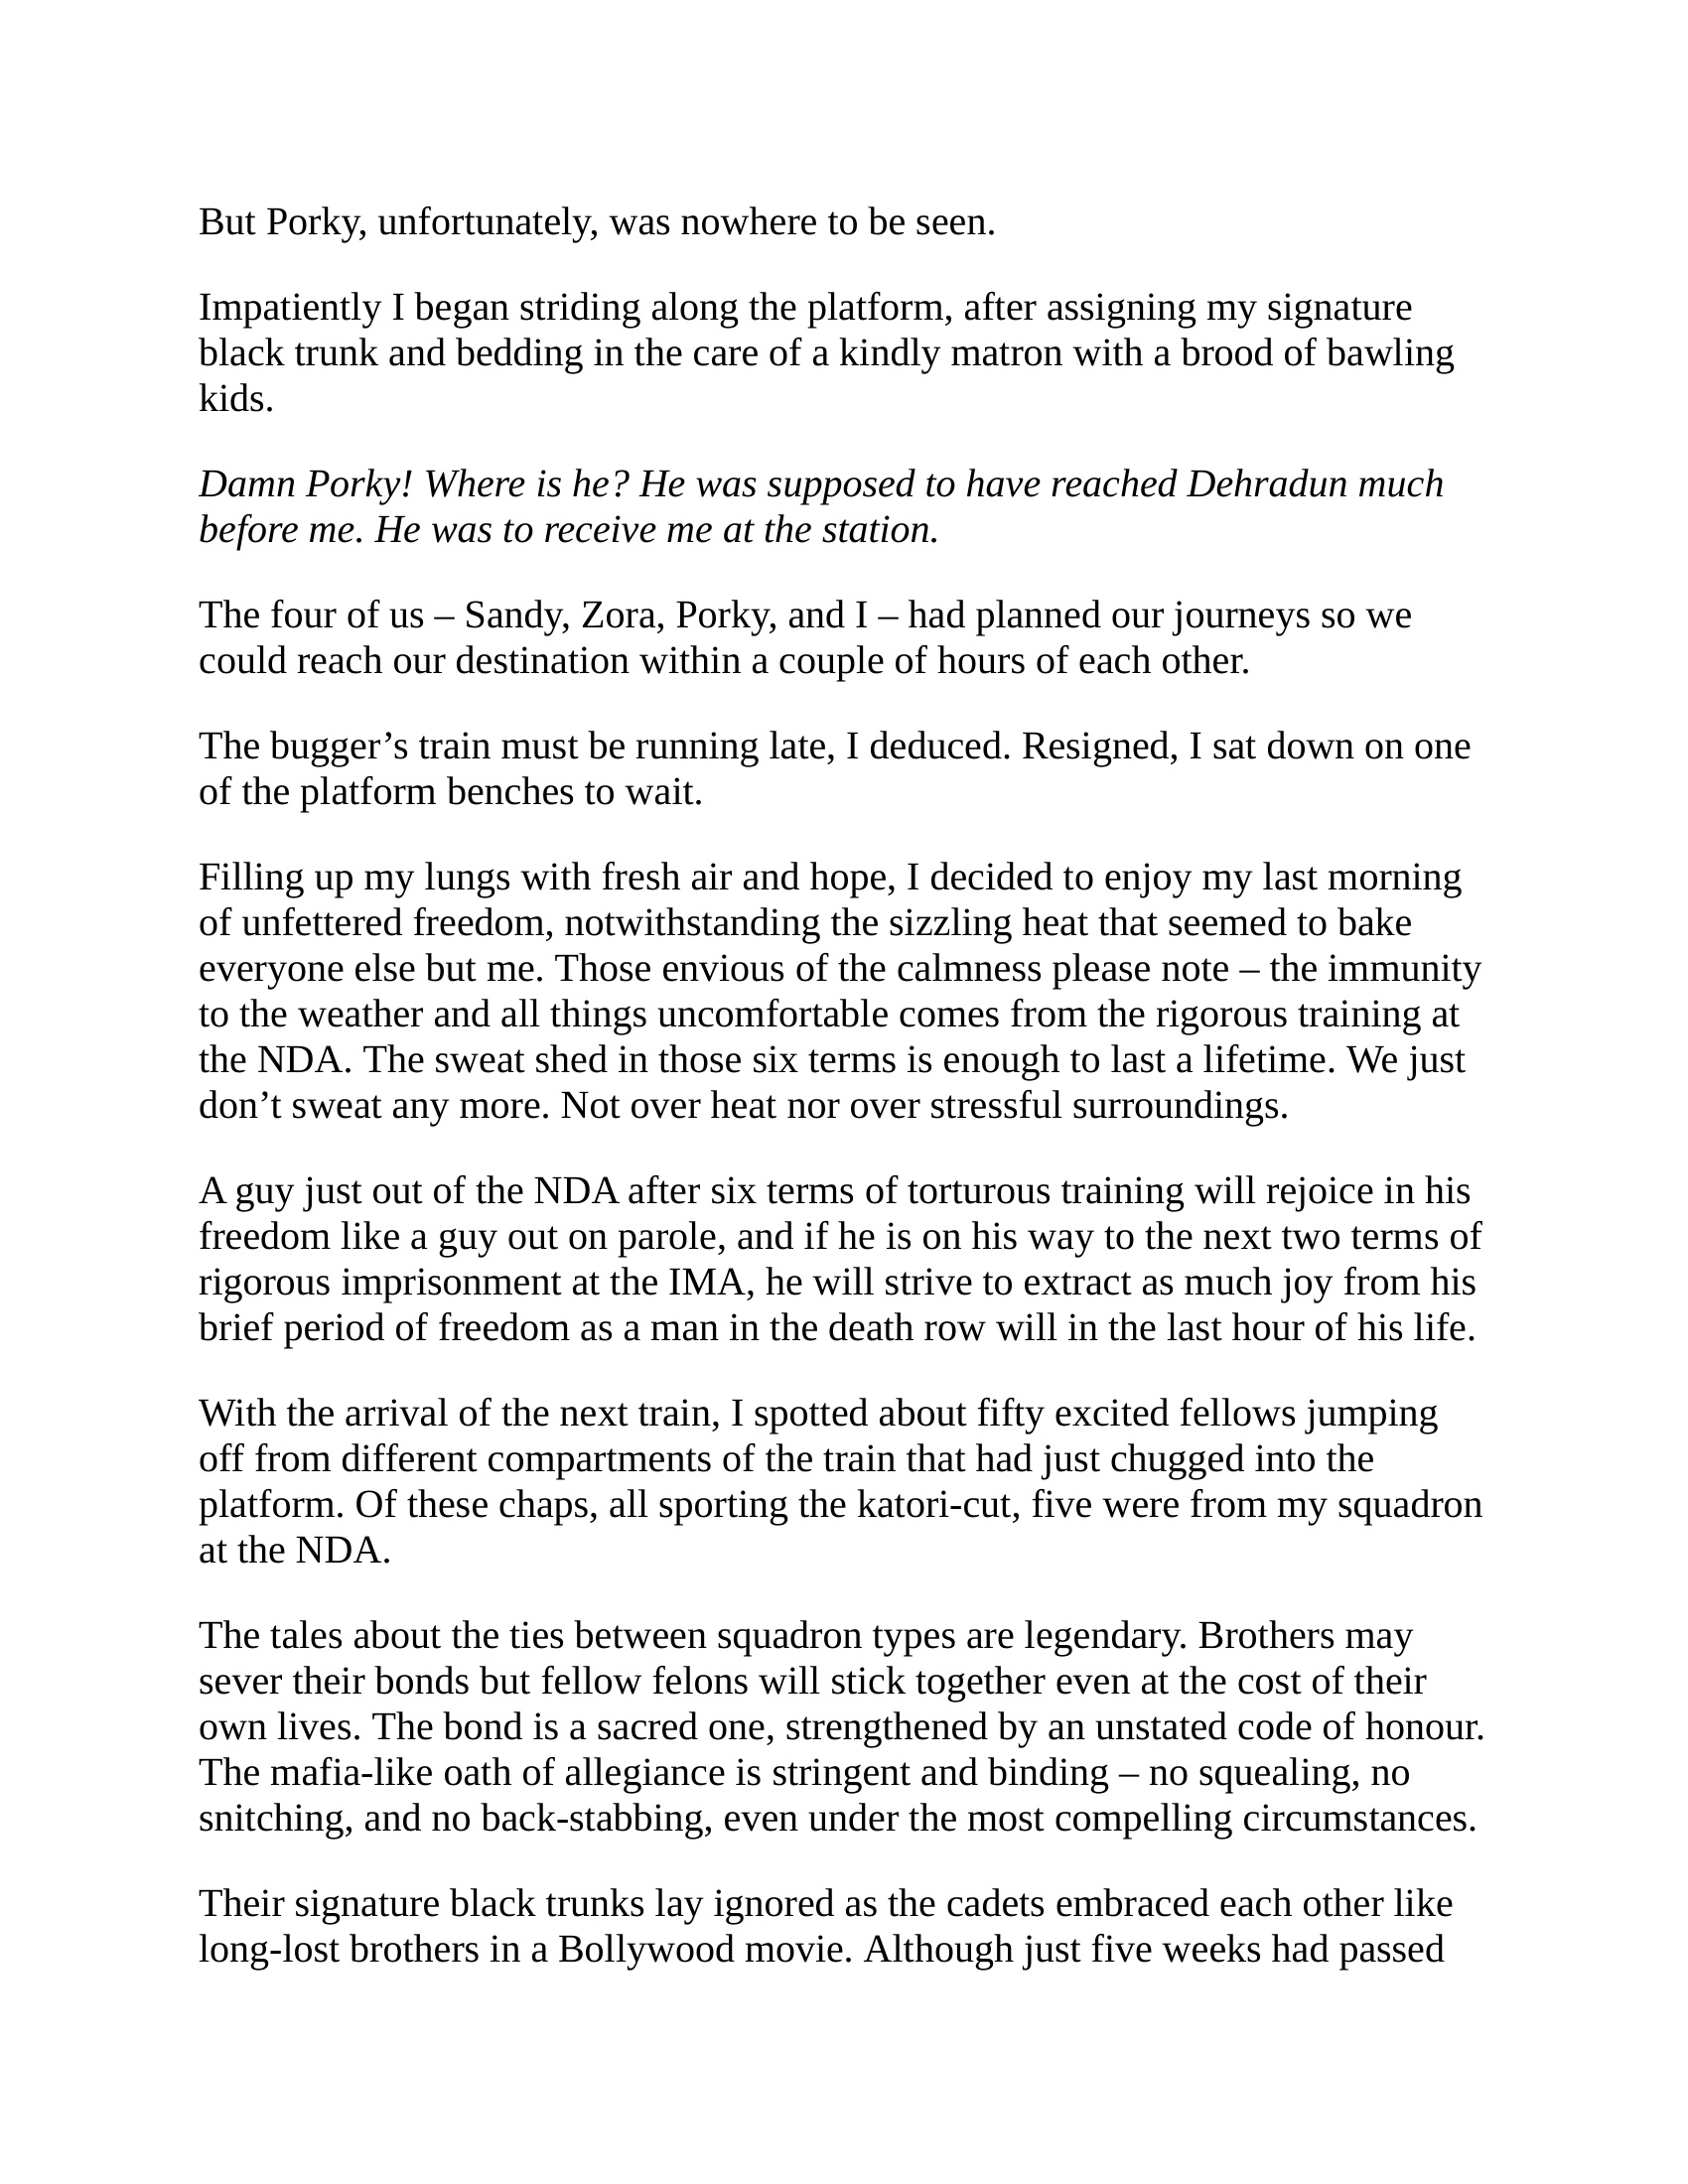 But Porky, unfortunately, was nowhere to be seen.
Impatiently I began striding along the platform, after assigning my signature
black trunk and bedding in the care of a kindly matron with a brood of bawling
kids.
Damn Porky! Where is he? He was supposed to have reached Dehradun much
before me. He was to receive me at the station.
The four of us – Sandy, Zora, Porky, and I – had planned our journeys so we
could reach our destination within a couple of hours of each other.
The bugger’s train must be running late, I deduced. Resigned, I sat down on one
of the platform benches to wait.
Filling up my lungs with fresh air and hope, I decided to enjoy my last morning
of unfettered freedom, notwithstanding the sizzling heat that seemed to bake
everyone else but me. Those envious of the calmness please note – the immunity
to the weather and all things uncomfortable comes from the rigorous training at
the NDA. The sweat shed in those six terms is enough to last a lifetime. We just
don’t sweat any more. Not over heat nor over stressful surroundings.
A guy just out of the NDA after six terms of torturous training will rejoice in his
freedom like a guy out on parole, and if he is on his way to the next two terms of
rigorous imprisonment at the IMA, he will strive to extract as much joy from his
brief period of freedom as a man in the death row will in the last hour of his life.
With the arrival of the next train, I spotted about fifty excited fellows jumping
off from different compartments of the train that had just chugged into the
platform. Of these chaps, all sporting the katori-cut, five were from my squadron
at the NDA.
The tales about the ties between squadron types are legendary. Brothers may
sever their bonds but fellow felons will stick together even at the cost of their
own lives. The bond is a sacred one, strengthened by an unstated code of honour.
The mafia-like oath of allegiance is stringent and binding – no squealing, no
snitching, and no back-stabbing, even under the most compelling circumstances.
Their signature black trunks lay ignored as the cadets embraced each other like
long-lost brothers in a Bollywood movie. Although just five weeks had passed